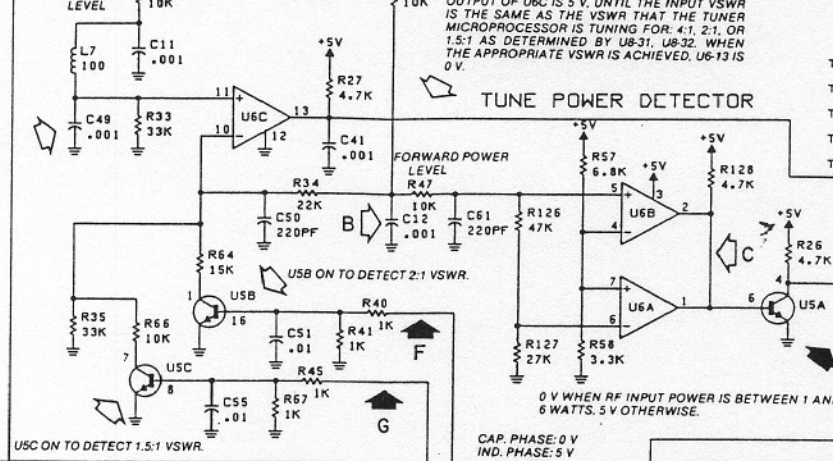 LEVEL
10K
10K
OUTPUT OF U6C IS 5 V, UNTIL THE INPUT VSWR
IS THE SAME AS THE VSWR THAT THE TUNER
MICROPROCESSOR IS TUNING FOR: 4:1, 2:1, OR
1.5:1 AS DETERMINED BY U8-31, U8-32. WHEN
THE APPROPRIATE VSWR IS ACHIEVED, U6-13 IS
0 V.
L7
100
C11
.001
+5V
R27
4.7K
TUNE POWER DETECTOR
11
13
U6C
10
12
C49
.001
R33
33K
C41
.001
+5V
R57
6.8K
+5V
+5V
R128
4.7K
FORWARD POWER
LEVEL
R34
22K
R47
10K
5
3
U6B
2
4
C50
220PF
B
C12
.001
C61
220PF
R126
47K
+5V
R26
4.7K
C
R64
15K
U5B ON TO DETECT 2:1 VSWR.
7
U6A
1
6
4
6
U5A
1
U5B
16
R40
1K
R35
33K
R66
10K
C51
.01
R41
1K
F
R127
27K
R58
3.3K
7
U5C
8
R45
1K
C55
.01
R67
1K
G
0 V WHEN RF INPUT POWER IS BETWEEN 1 AN
6 WATTS. 5 V OTHERWISE.
U5C ON TO DETECT 1.5:1 VSWR.
CAP. PHASE: 0 V
IND. PHASE: 5 V